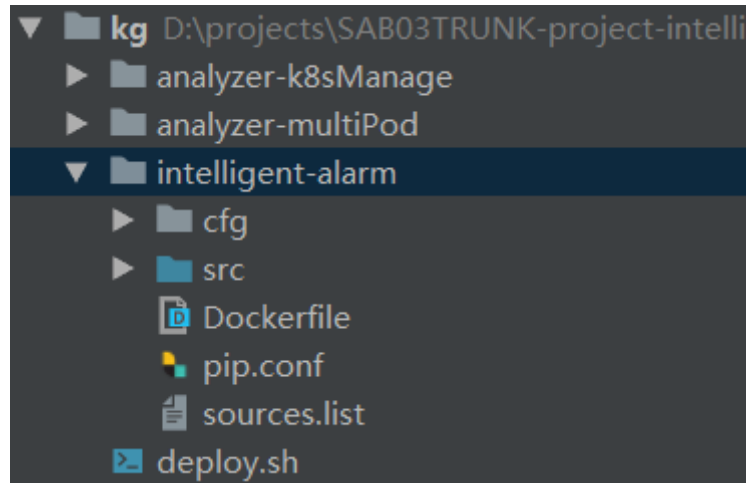 kg D:\projects\SAB03TRUNK-project-intelli
analyzer-k8sManage
analyzer-multiPod
intelligent-alarm
cfg
src
Dockerfile
pip.conf
sources.list
deploy.sh